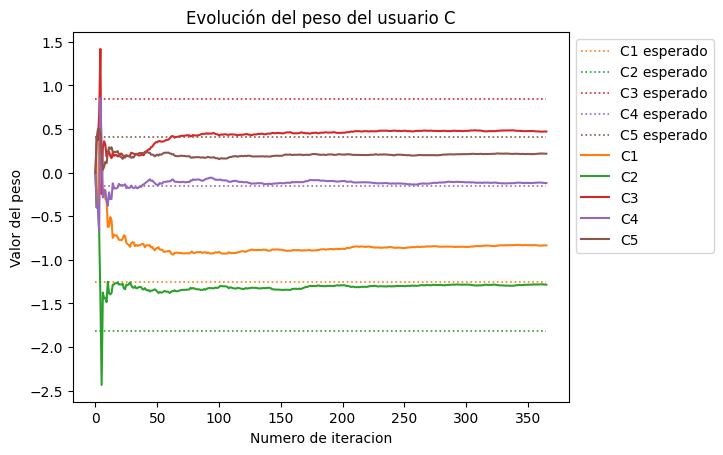 Evolución del peso del usuario C
1.5
1.0
0.5
0.0
−0.5
−1.0
−1.5
−2.0
−2.5
Valor del peso
0 50 100 150 200 250 300 350
Numero de iteracion
C1 esperado
C2 esperado
C3 esperado
C4 esperado
C5 esperado
C1
C2
C3
C4
C5